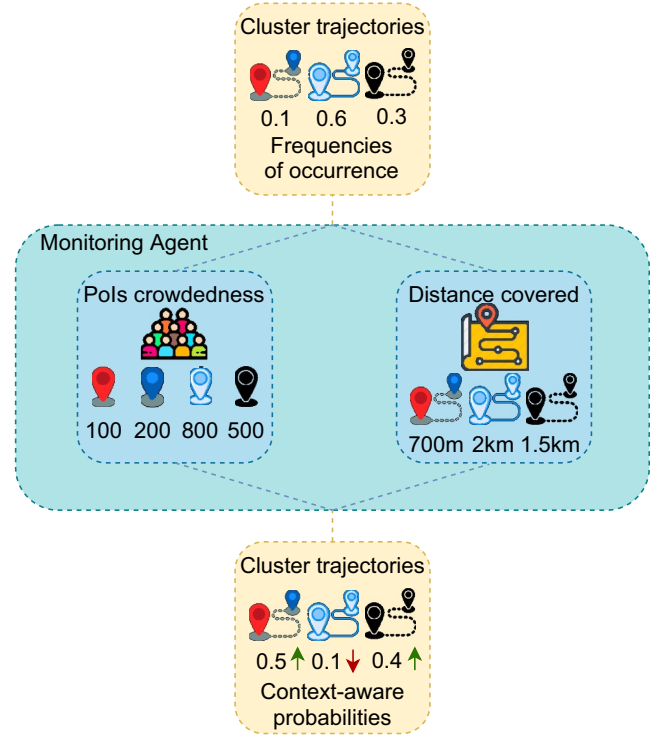 Cluster trajectories
0.1 0.6 0.3
Frequencies
of occurrence
Monitoring Agent
PoIs crowdedness
100 200 800 500
Distance covered
700m 2km 1.5km
Cluster trajectories
0.5 0.1 0.4
Context-aware
probabilities